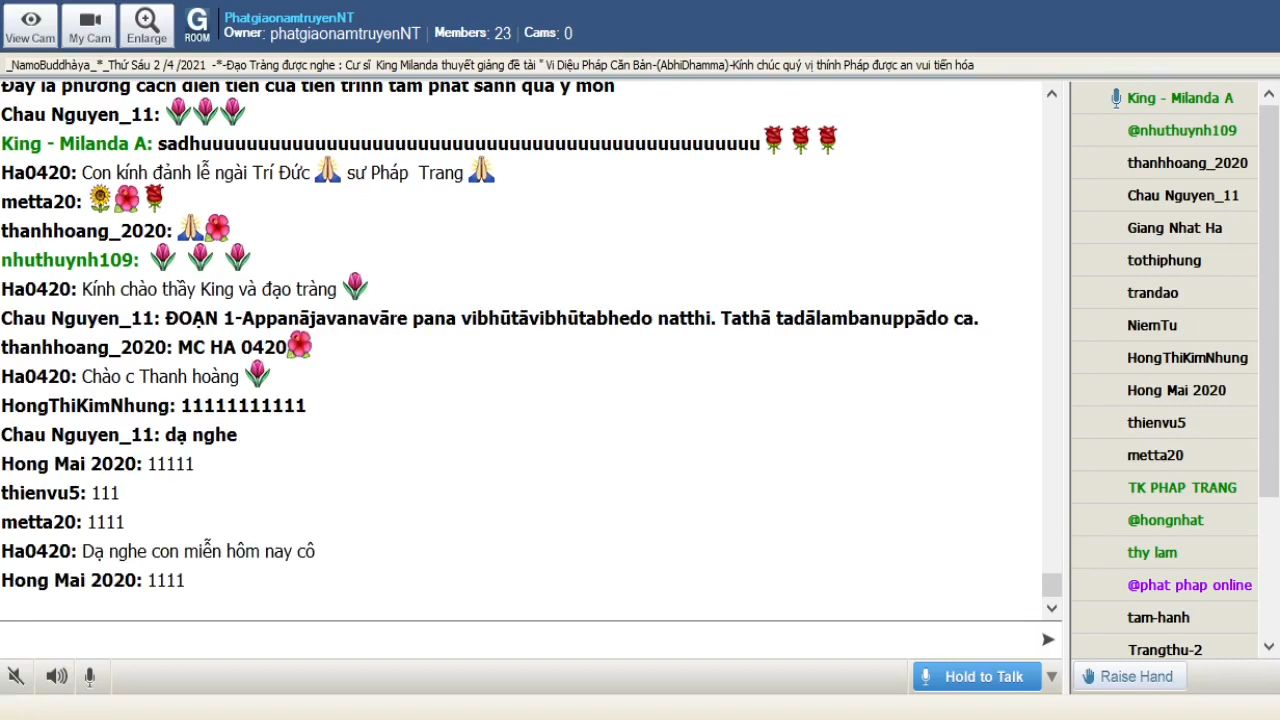 View Cam
My Cam
Enlarge
G
ROOM
PhatgiaonamtruyenNT
Owner: phatgiaonamtruyenNT | Members: 23 | Cams: 0
_NamoBuddhàya_*_Thứ Sáu 2 /4 /2021 -*-Đạo Tràng được nghe : Cư sĩ King Milanda thuyết giảng đề tài " Vi Diệu Pháp Căn Bản-(AbhiDhamma)-Kính chúc quý vị thính Pháp được an vui tiến hóa
Đây là phương cách diễn tiến của tiến trình tâm phát sanh qua ý môn
Chau Nguyen_11:
King - Milanda A: sadhuuuuuuuuuuuuuuuuuuuuuuuuuuuuuuuuuuuuuuuuuuuuuuuuu
Ha0420: Con kính đảnh lễ ngài Trí Đức sư Pháp Trang
metta20:
thanhhoang_2020:
nhuthuynh109:
Ha0420: Kính chào thầy King và đạo tràng
Chau Nguyen_11: ĐOẠN 1-Appanājavanavāre pana vibhūtāvibhūtabhedo natthi. Tathā tadālambanuppādo ca.
thanhhoang_2020: MC HA 0420
Ha0420: Chào c Thanh hoàng
HongThiKimNhung: 11111111111
Chau Nguyen_11: dạ nghe
Hong Mai 2020: 11111
thienvu5: 111
metta20: 1111
Ha0420: Dạ nghe con miễn hôm nay cô
Hong Mai 2020: 1111
King - Milanda A
@nhuthuynh109
thanhhoang_2020
Chau Nguyen_11
Giang Nhat Ha
tothiphung
trandao
NiemTu
HongThiKimNhung
Hong Mai 2020
thienvu5
metta20
TK PHAP TRANG
@hongnhat
thy lam
@phat phap online
tam-hanh
Trangthu-2
Hold to Talk
Raise Hand